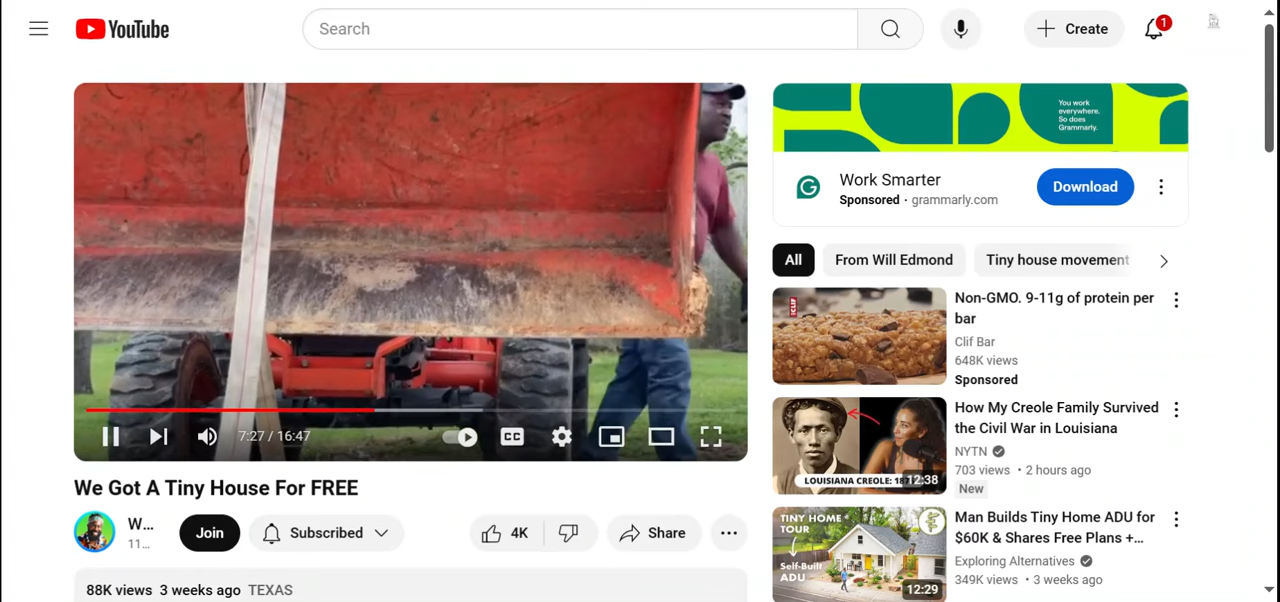 YouTube
Search
Create
1
You work
everywhere.
So does
Grammarly.
Work Smarter
Sponsored · grammarly.com
Download
All
From Will Edmond
Tiny house movement
CLIF
Non-GMO. 9-11g of protein per
bar
Clif Bar
648K views
Sponsored
How My Creole Family Survived
the Civil War in Louisiana
NYTN
703 views • 2 hours ago
New
LOUISIANA CREOLE: 187
12:38
Man Builds Tiny Home ADU for
$60K & Shares Free Plans +…
Exploring Alternatives
349K views • 3 weeks ago
TINY HOME
TOUR
Self-Built
ADU
12:29
7:27 / 16:47
CC
We Got A Tiny House For FREE
W...
11...
Join
Subscribed
4K
Share
88K views 3 weeks ago TEXAS